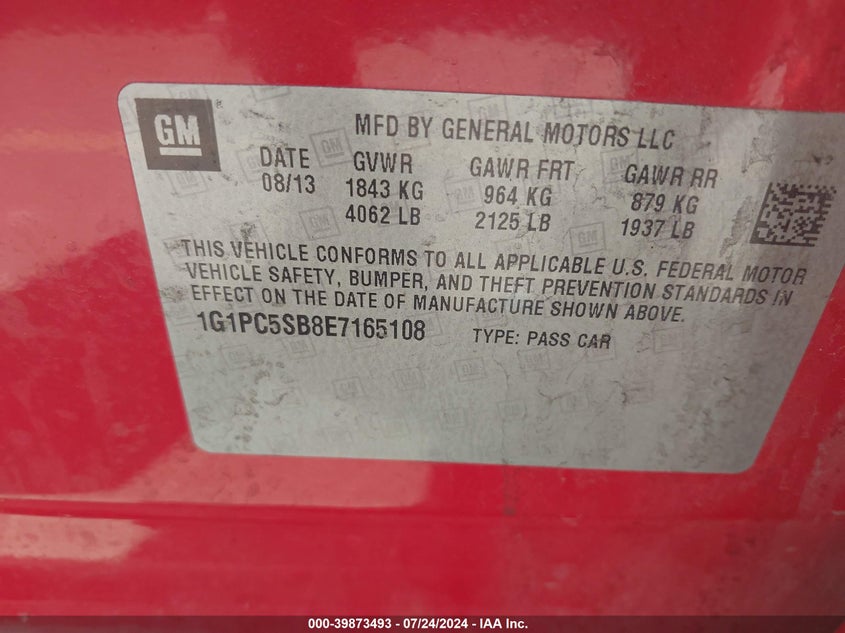 GM
MFD BY GENERAL MOTORS LLC
DATE GVWR GAWR FRT GAWR RR
08/13 1843 KG 964 KG 879 KG
4062 LB 2125 LB 1937 LB
THIS VEHICLE CONFORMS TO ALL APPLICABLE U.S. FEDERAL MOTOR
VEHICLE SAFETY, BUMPER, AND THEFT PREVENTION STANDARDS IN
EFFECT ON THE DATE OF MANUFACTURE SHOWN ABOVE.
1G1PC5SB8E7165108 TYPE: PASS CAR
000-39873493 - 07/24/2024 - IAA Inc.